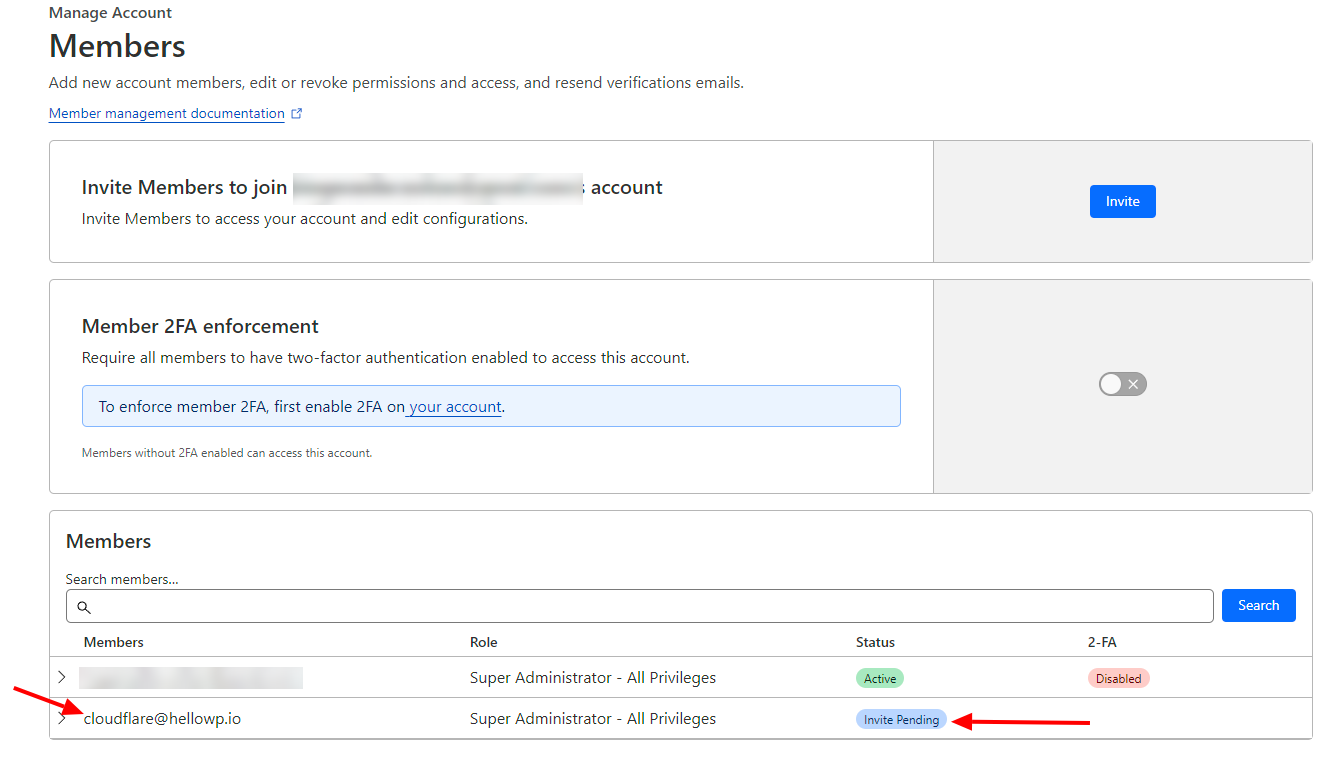 Manage Account
Members
Add new account members, edit or revoke permissions and access, and resend verifications emails.
Member management documentation
Invite Members to join account
Invite Members to access your account and edit configurations.
Invite
Member 2FA enforcement
Require all members to have two-factor authentication enabled to access this account.
To enforce member 2FA, first enable 2FA on your account.
Members without 2FA enabled can access this account.
Members
Search members...
Search
Members Role Status 2-FA
Super Administrator - All Privileges Active Disabled
cloudflare@hellowp.io Super Administrator - All Privileges Invite Pending